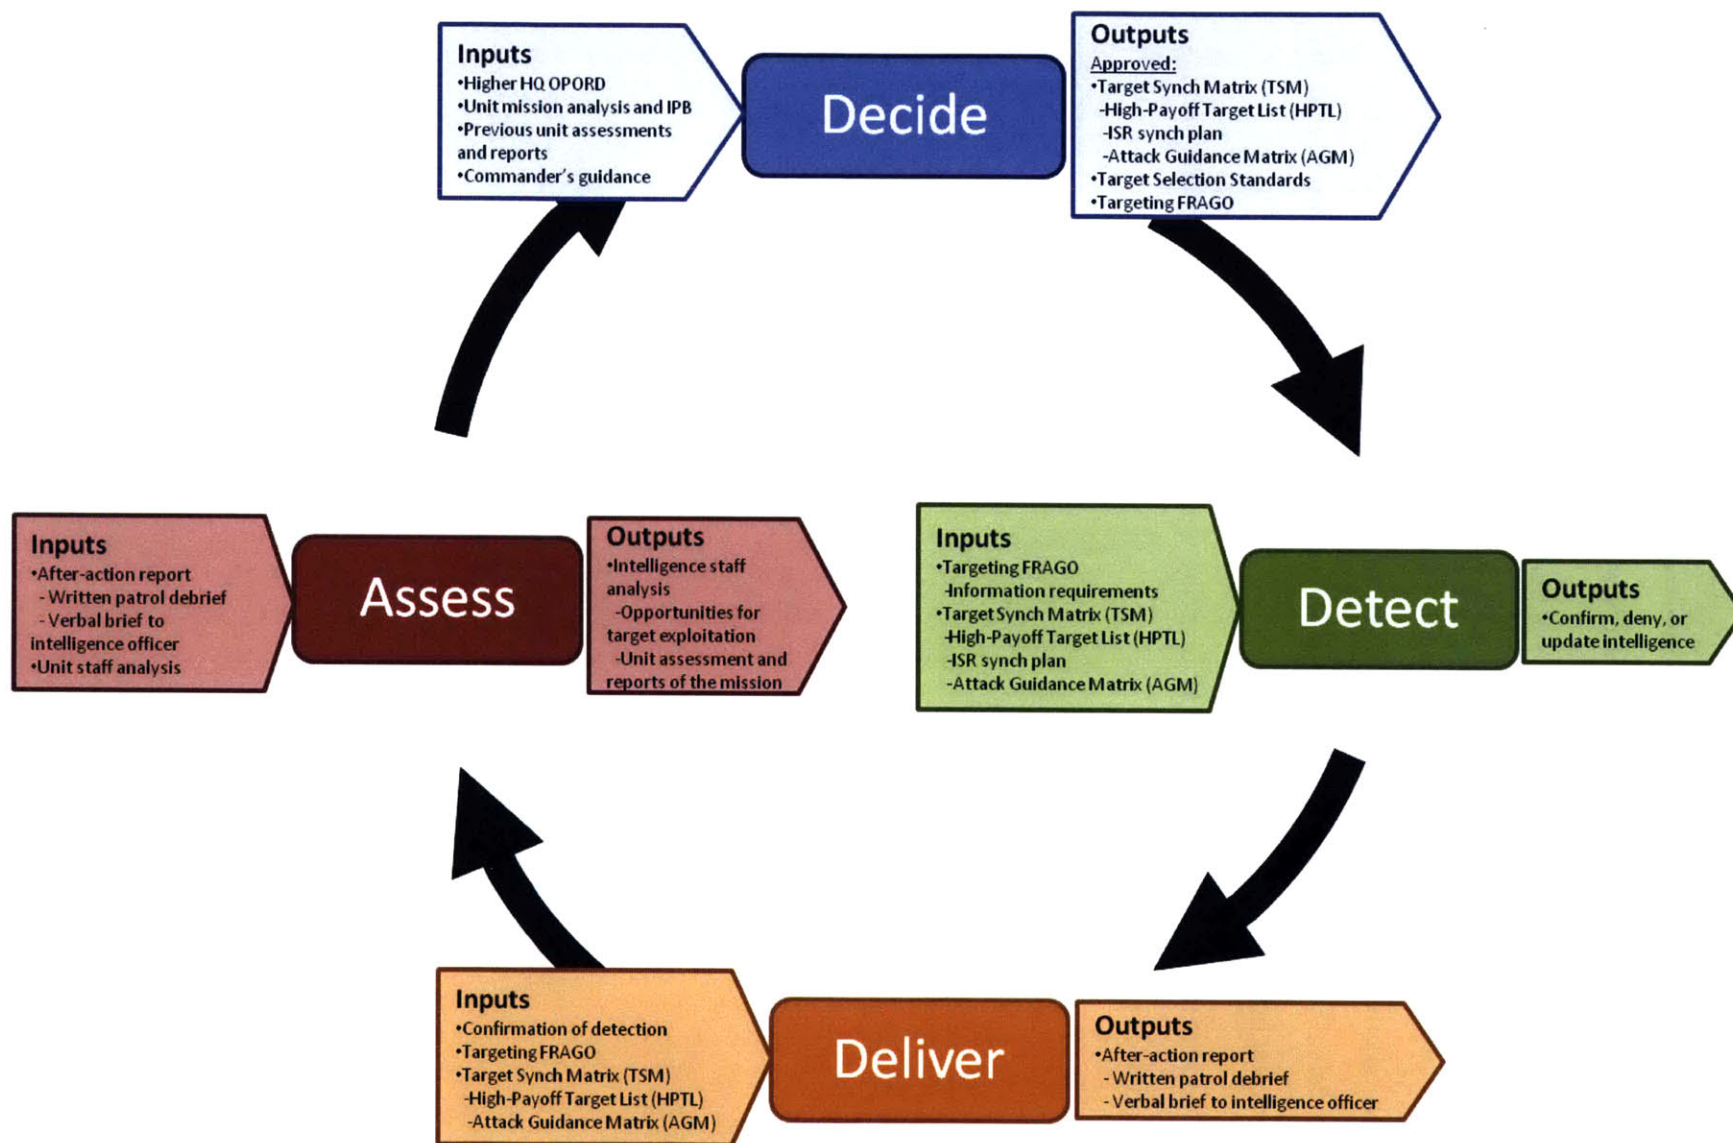 Inputs
•Higher HQ OPORD
•Unit mission analysis and IPB
•Previous unit assessments
and reports
•Commander's guidance
Decide
Outputs
Approved:
•Target Synch Matrix (TSM)
-High-Payoff Target List (HPTL)
-ISR synch plan
-Attack Guidance Matrix (AGM)
•Target Selection Standards
•Targeting FRAGO
Inputs
•After-action report
- Written patrol debrief
- Verbal brief to
intelligence officer
•Unit staff analysis
Assess
Outputs
•Intelligence staff
analysis
-Opportunities for
target exploitation
-Unit assessment and
reports of the mission
Inputs
•Targeting FRAGO
-Information requirements
•Target Synch Matrix (TSM)
-High-Payoff Target List (HPTL)
-ISR synch plan
-Attack Guidance Matrix (AGM)
Detect
Outputs
•Confirm, deny, or
update intelligence
Inputs
•Confirmation of detection
•Targeting FRAGO
•Target Synch Matrix (TSM)
-High-Payoff Target List (HPTL)
-Attack Guidance Matrix (AGM)
Deliver
Outputs
•After-action report
- Written patrol debrief
- Verbal brief to intelligence officer